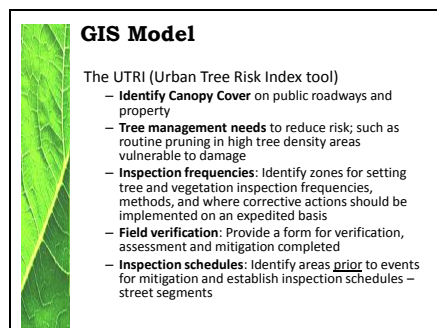 GIS Model
The UTRI (Urban Tree Risk Index tool)
– Identify Canopy Cover on public roadways and
property
– Tree management needs to reduce risk; such as
routine pruning in high tree density areas
vulnerable to damage
– Inspection frequencies: Identify zones for setting
tree and vegetation inspection frequencies,
methods, and where corrective actions should be
implemented on an expedited basis
– Field verification: Provide a form for verification,
assessment and mitigation completed
– Inspection schedules: Identify areas prior to events
for mitigation and establish inspection schedules –
street segments